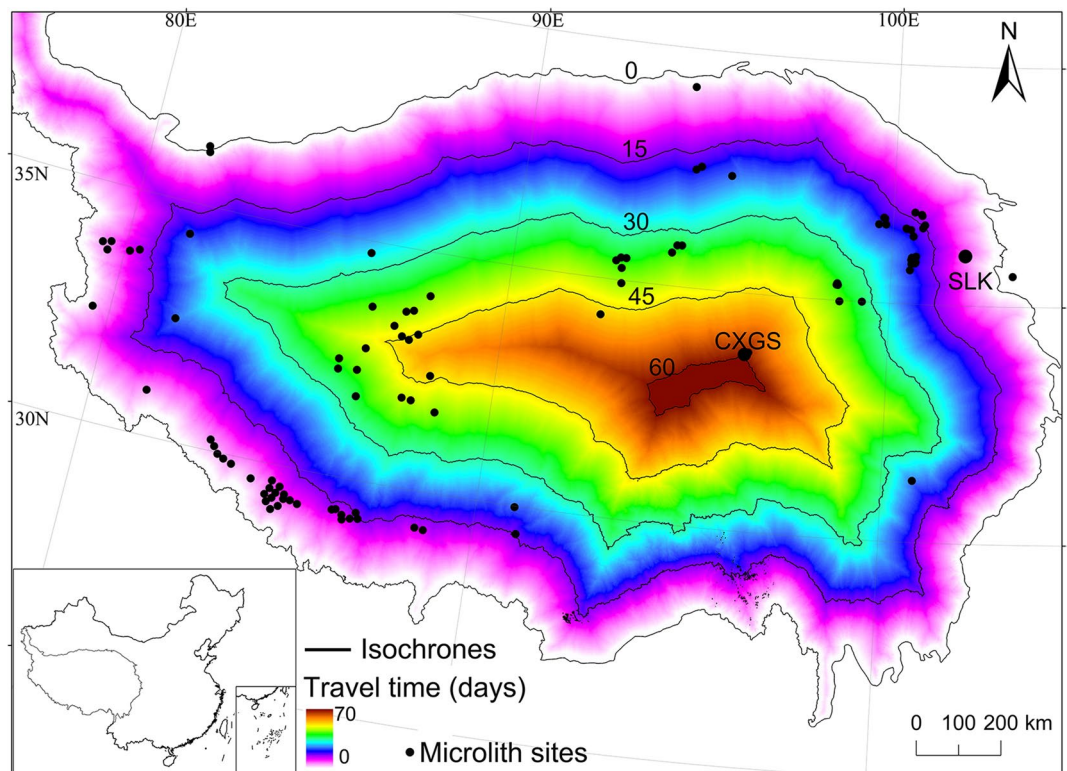 80E
90E
100E
N
0
15
35N
30
SLK
45
CXGS
60
30N
Isochrones
Travel time (days)
70
0
Microlith sites
0 100 200 km